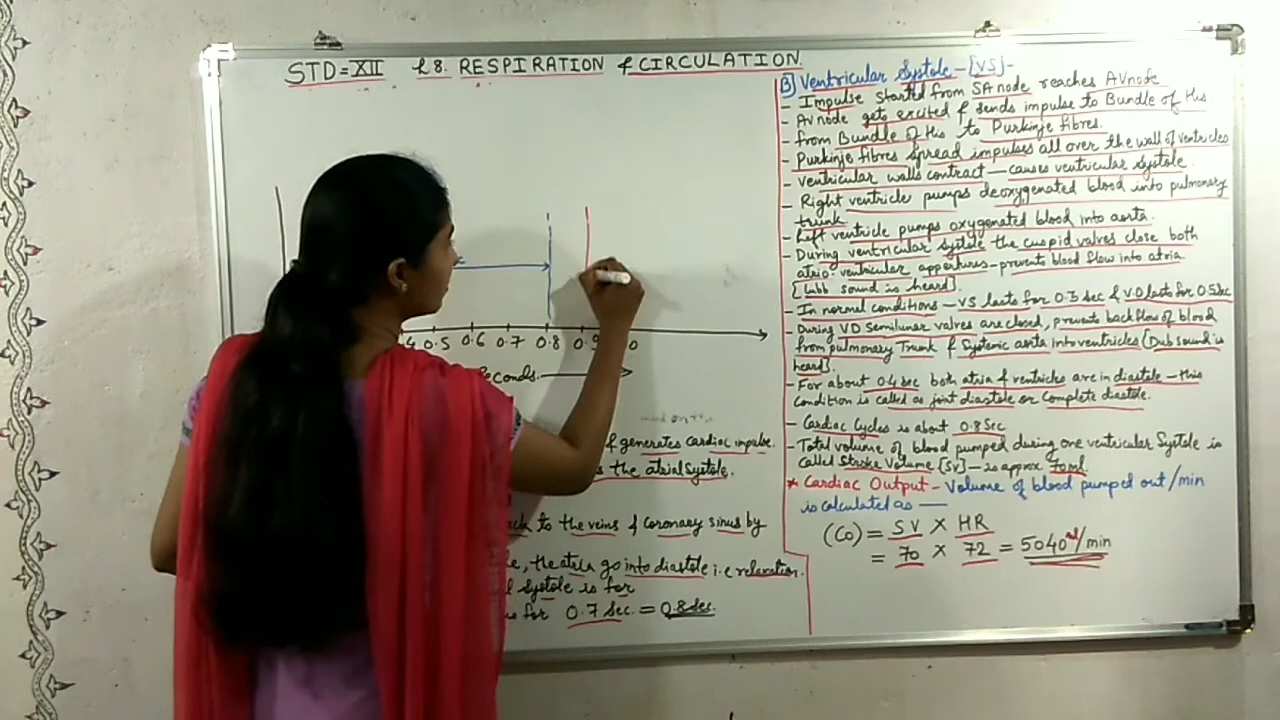 STD=XII L8. RESPIRATION & CIRCULATION.
0.5 0.6 0.7 0.8 0.9
& generates cardiac impulse.
the atrial systole.
to the veins & coronary sinus by
the atria go into diastole i.e relaxation.
systole is for
for 0.7 Sec. = 0.8 Sec.
B] Ventricular Systole - [VS]-
- Impulse started from SA node reaches AV node
- AV node gets excited & sends impulse to Bundle of His
- from Bundle of His to Purkinje fibres.
- Purkinje fibres spread impulses all over the wall of ventricles
- ventricular walls contract - causes ventricular systole.
- Right ventricle pumps deoxygenated blood into pulmonary
trunk.
- Left ventricle pumps oxygenated blood into aorta.
- During ventricular systole the cuspid valves close both
atrio-ventricular appertures - prevents blood flow into atria.
[Lubb sound is heard].
- In normal conditions - VS lasts for 0.3 sec & VD lasts for 0.5 sec
- During VD semilunar valves are closed, prevents backflow of blood
from pulmonary Trunk & Systemic aorta into ventricles (Dub sound is
heard).
- For about 0.4 sec both atria & ventricles are in diastole - this
condition is called as joint diastole or complete diastole.
- Cardiac Cycles is about 0.8 Sec
- Total volume of blood pumped during one ventricular Systole is
called Stroke Volume [SV] - is approx 70ml.
* Cardiac Output - Volume of blood pumped out /min
is calculated as —
(CO) = SV × HR
= 70 × 72 = 5040 ml/min